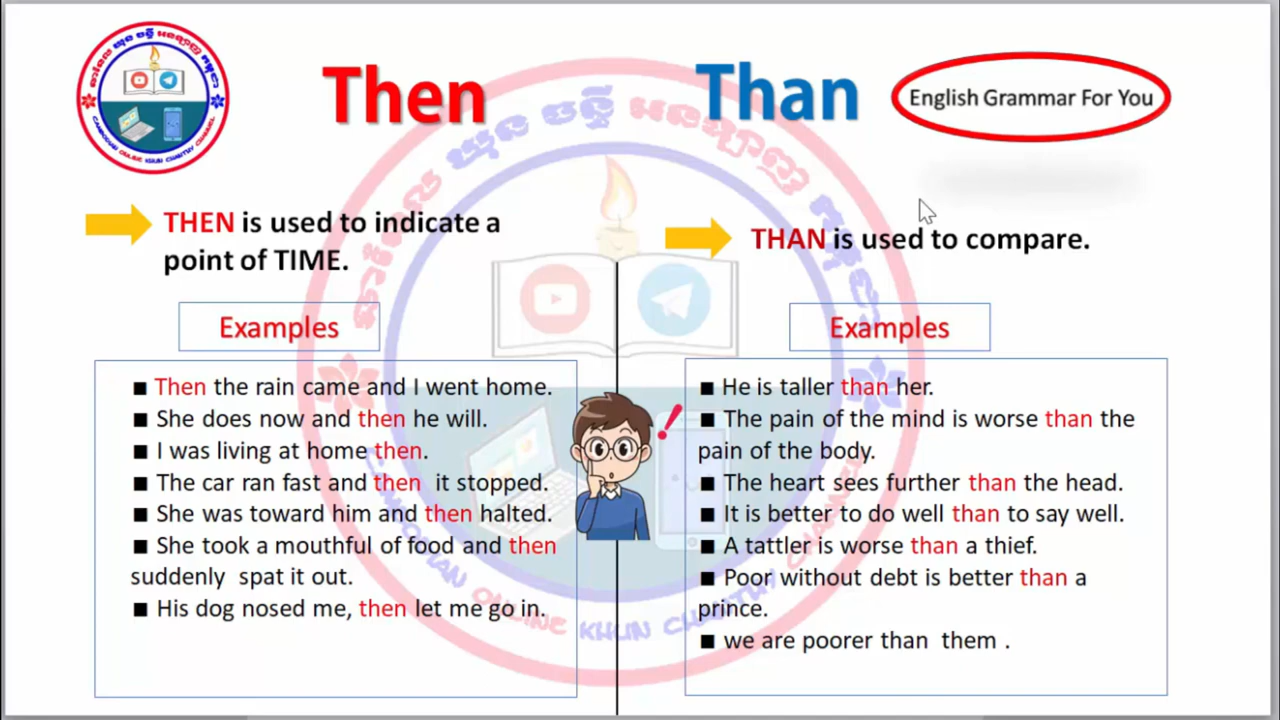 Then
Than
English Grammar For You
THEN is used to indicate a
point of TIME.
THAN is used to compare.
Examples
■ Then the rain came and I went home.
■ She does now and then he will.
■ I was living at home then.
■ The car ran fast and then it stopped.
■ She was toward him and then halted.
■ She took a mouthful of food and then
suddenly spat it out.
■ His dog nosed me, then let me go in.
Examples
■ He is taller than her.
■ The pain of the mind is worse than the
pain of the body.
■ The heart sees further than the head.
■ It is better to do well than to say well.
■ A tattler is worse than a thief.
■ Poor without debt is better than a
prince.
■ we are poorer than them .
CAMBODIAN ONLINE KHUN CHANTHY CHANEL